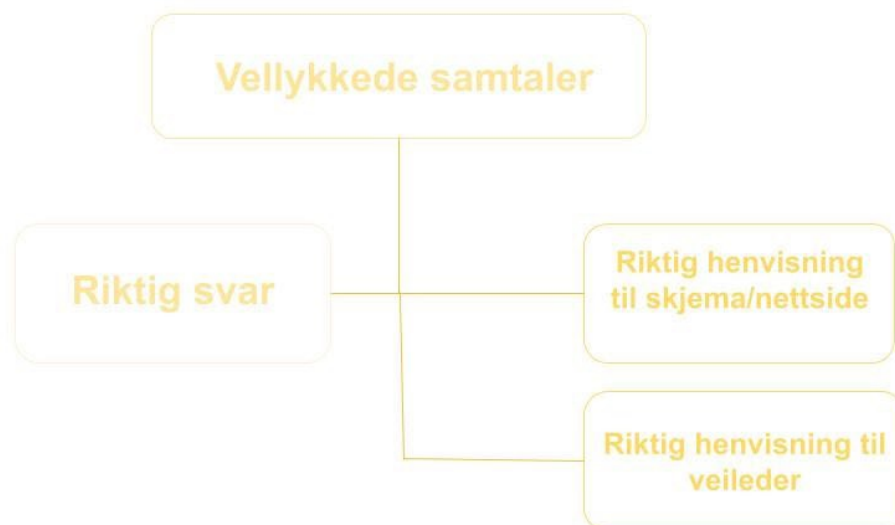 Vellykkede samtaler
Riktig svar
Riktig henvisning
til skjema/nettside
Riktig henvisning til
veileder